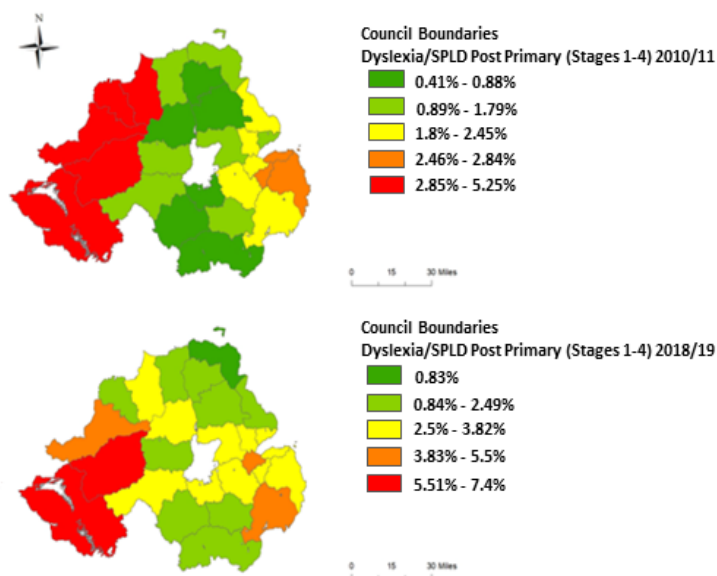 N
Council Boundaries
Dyslexia/SPLD Post Primary (Stages 1-4) 2010/11
0.41% - 0.88%
0.89% - 1.79%
1.8% - 2.45%
2.46% - 2.84%
2.85% - 5.25%
0 15 30 Miles
Council Boundaries
Dyslexia/SPLD Post Primary (Stages 1-4) 2018/19
0.83%
0.84% - 2.49%
2.5% - 3.82%
3.83% - 5.5%
5.51% - 7.4%
0 15 30 Miles